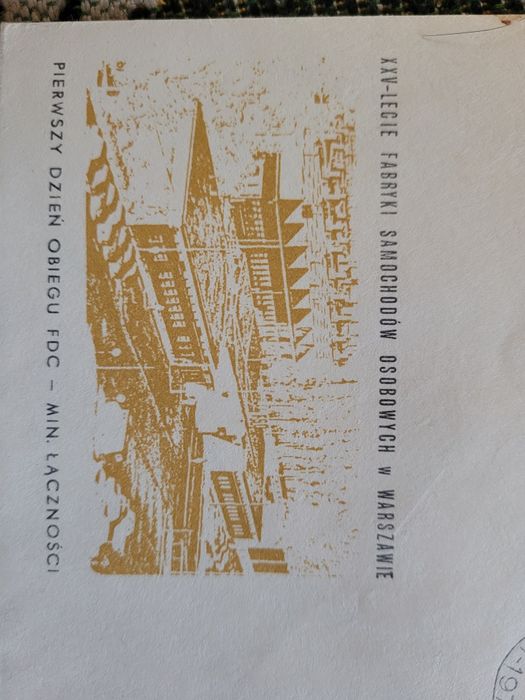 XXV-LECIE FABRYKI SAMOCHODÓW OSOBOWYCH w WARSZAWIE
PIERWSZY DZIEŃ OBIEGU FDC – MIN. ŁĄCZNOŚCI